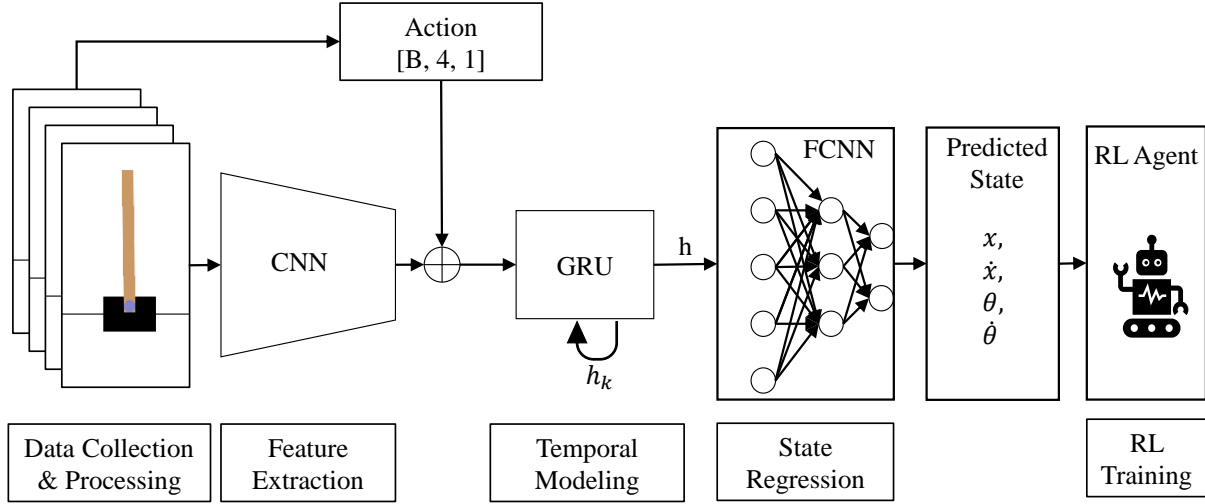 Action
[B, 4, 1]
CNN
GRU
h
h_k
FCNN
Predicted
State
x,
ẋ,
θ,
θ̇
RL Agent
Data Collection
& Processing
Feature
Extraction
Temporal
Modeling
State
Regression
RL
Training